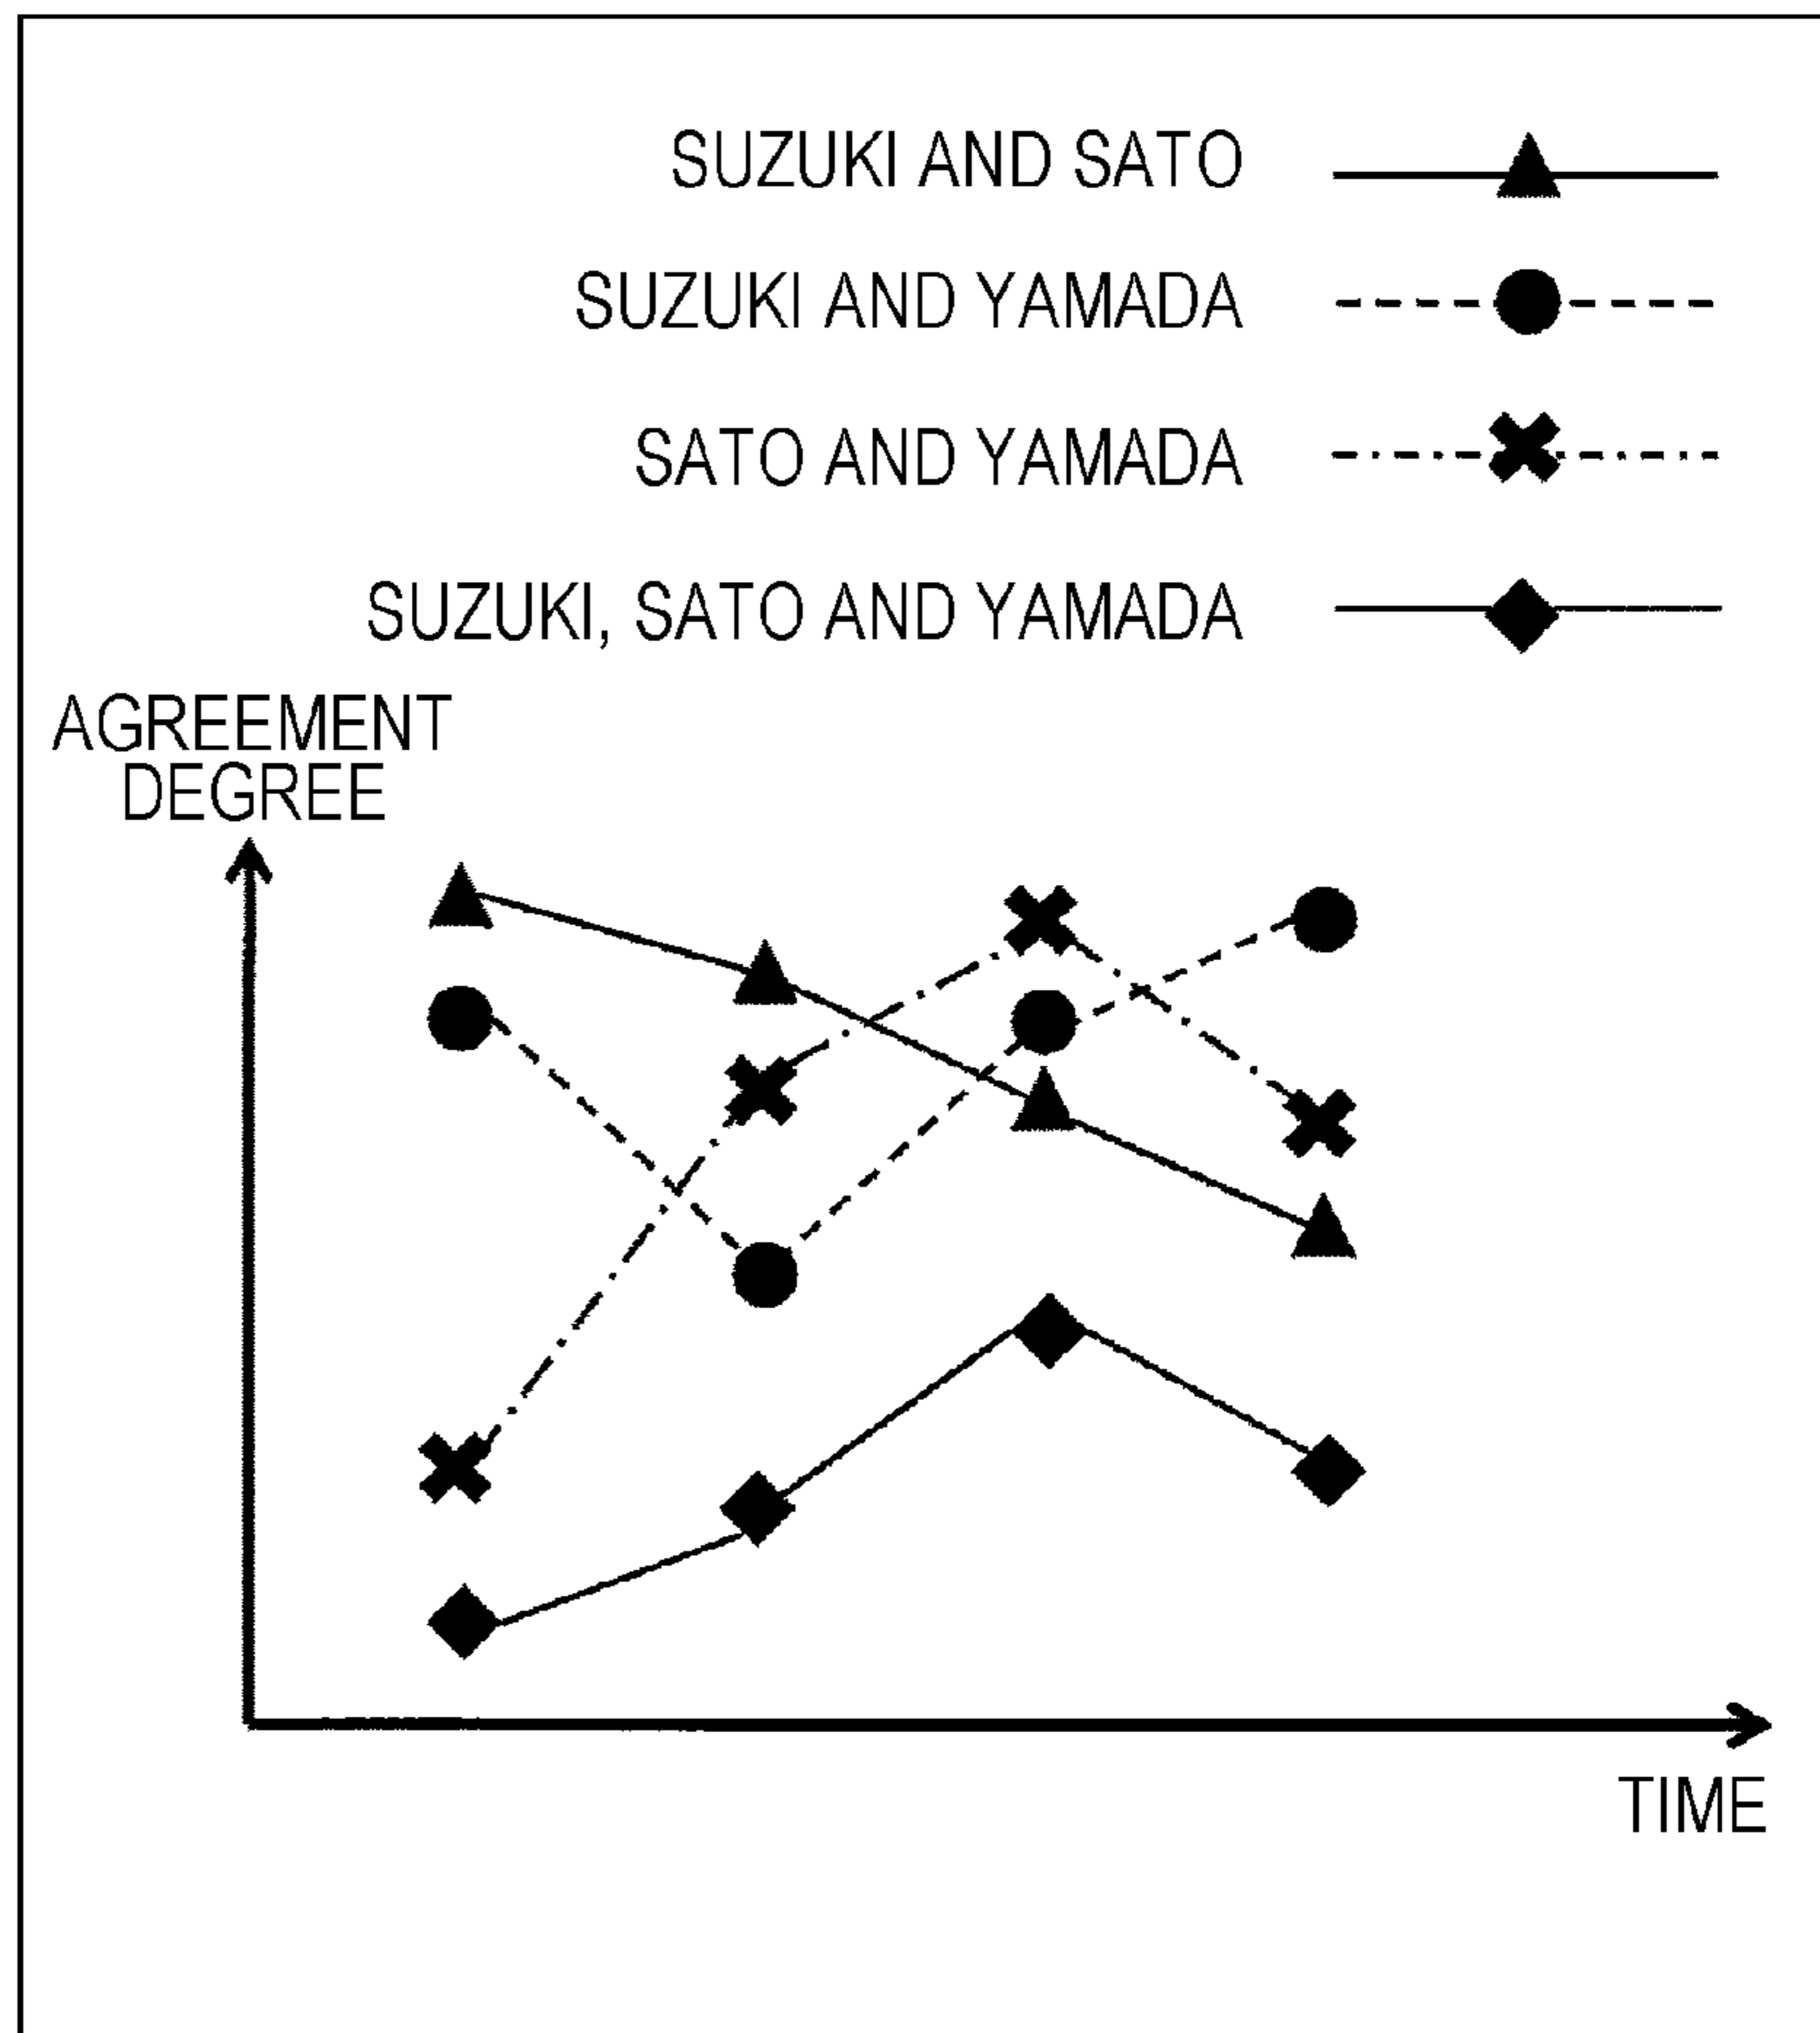 SUZUKI AND SATO
SUZUKI AND YAMADA
SATO AND YAMADA
SUZUKI, SATO AND YAMADA
AGREEMENT
DEGREE
TIME